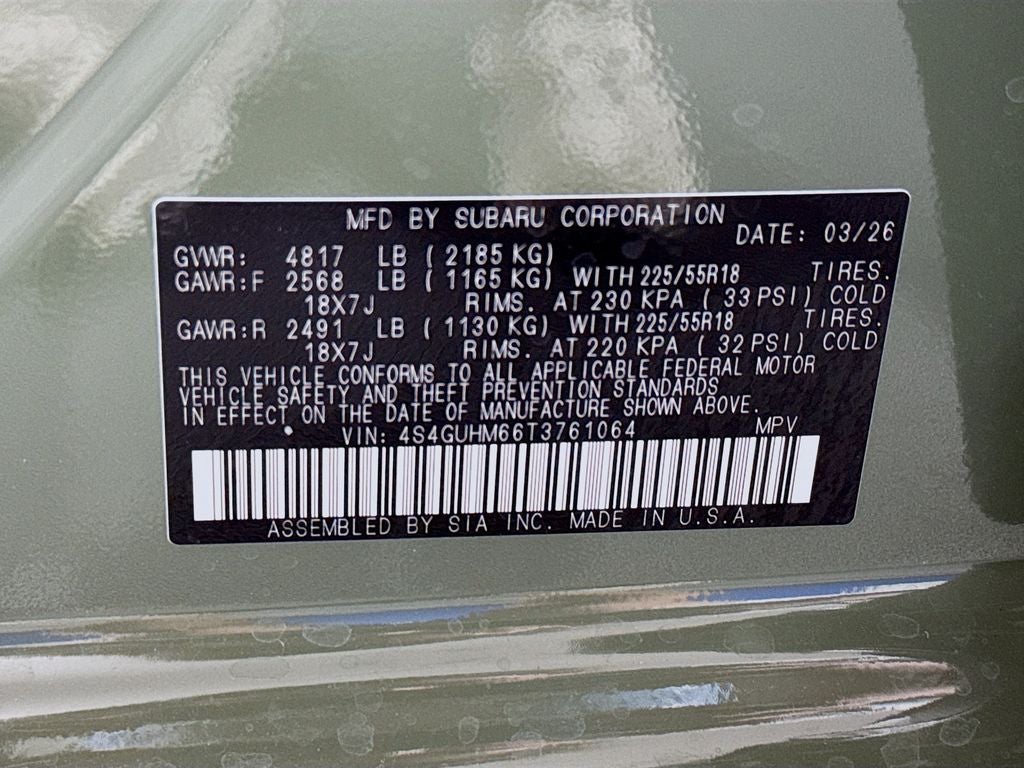 MFD BY SUBARU CORPORATION
DATE: 03/26
GVWR: 4817 LB ( 2185 KG)
GAWR:F 2568 LB ( 1165 KG) WITH 225/55R18 TIRES.
18X7J RIMS. AT 230 KPA ( 33 PSI) COLD
GAWR:R 2491 LB ( 1130 KG) WITH 225/55R18 TIRES.
18X7J RIMS. AT 220 KPA ( 32 PSI) COLD
THIS VEHICLE CONFORMS TO ALL APPLICABLE FEDERAL MOTOR
VEHICLE SAFETY AND THEFT PREVENTION STANDARDS
IN EFFECT ON THE DATE OF MANUFACTURE SHOWN ABOVE.
VIN: 4S4GUHM66T3761064 MPV
ASSEMBLED BY SIA INC. MADE IN U.S.A.